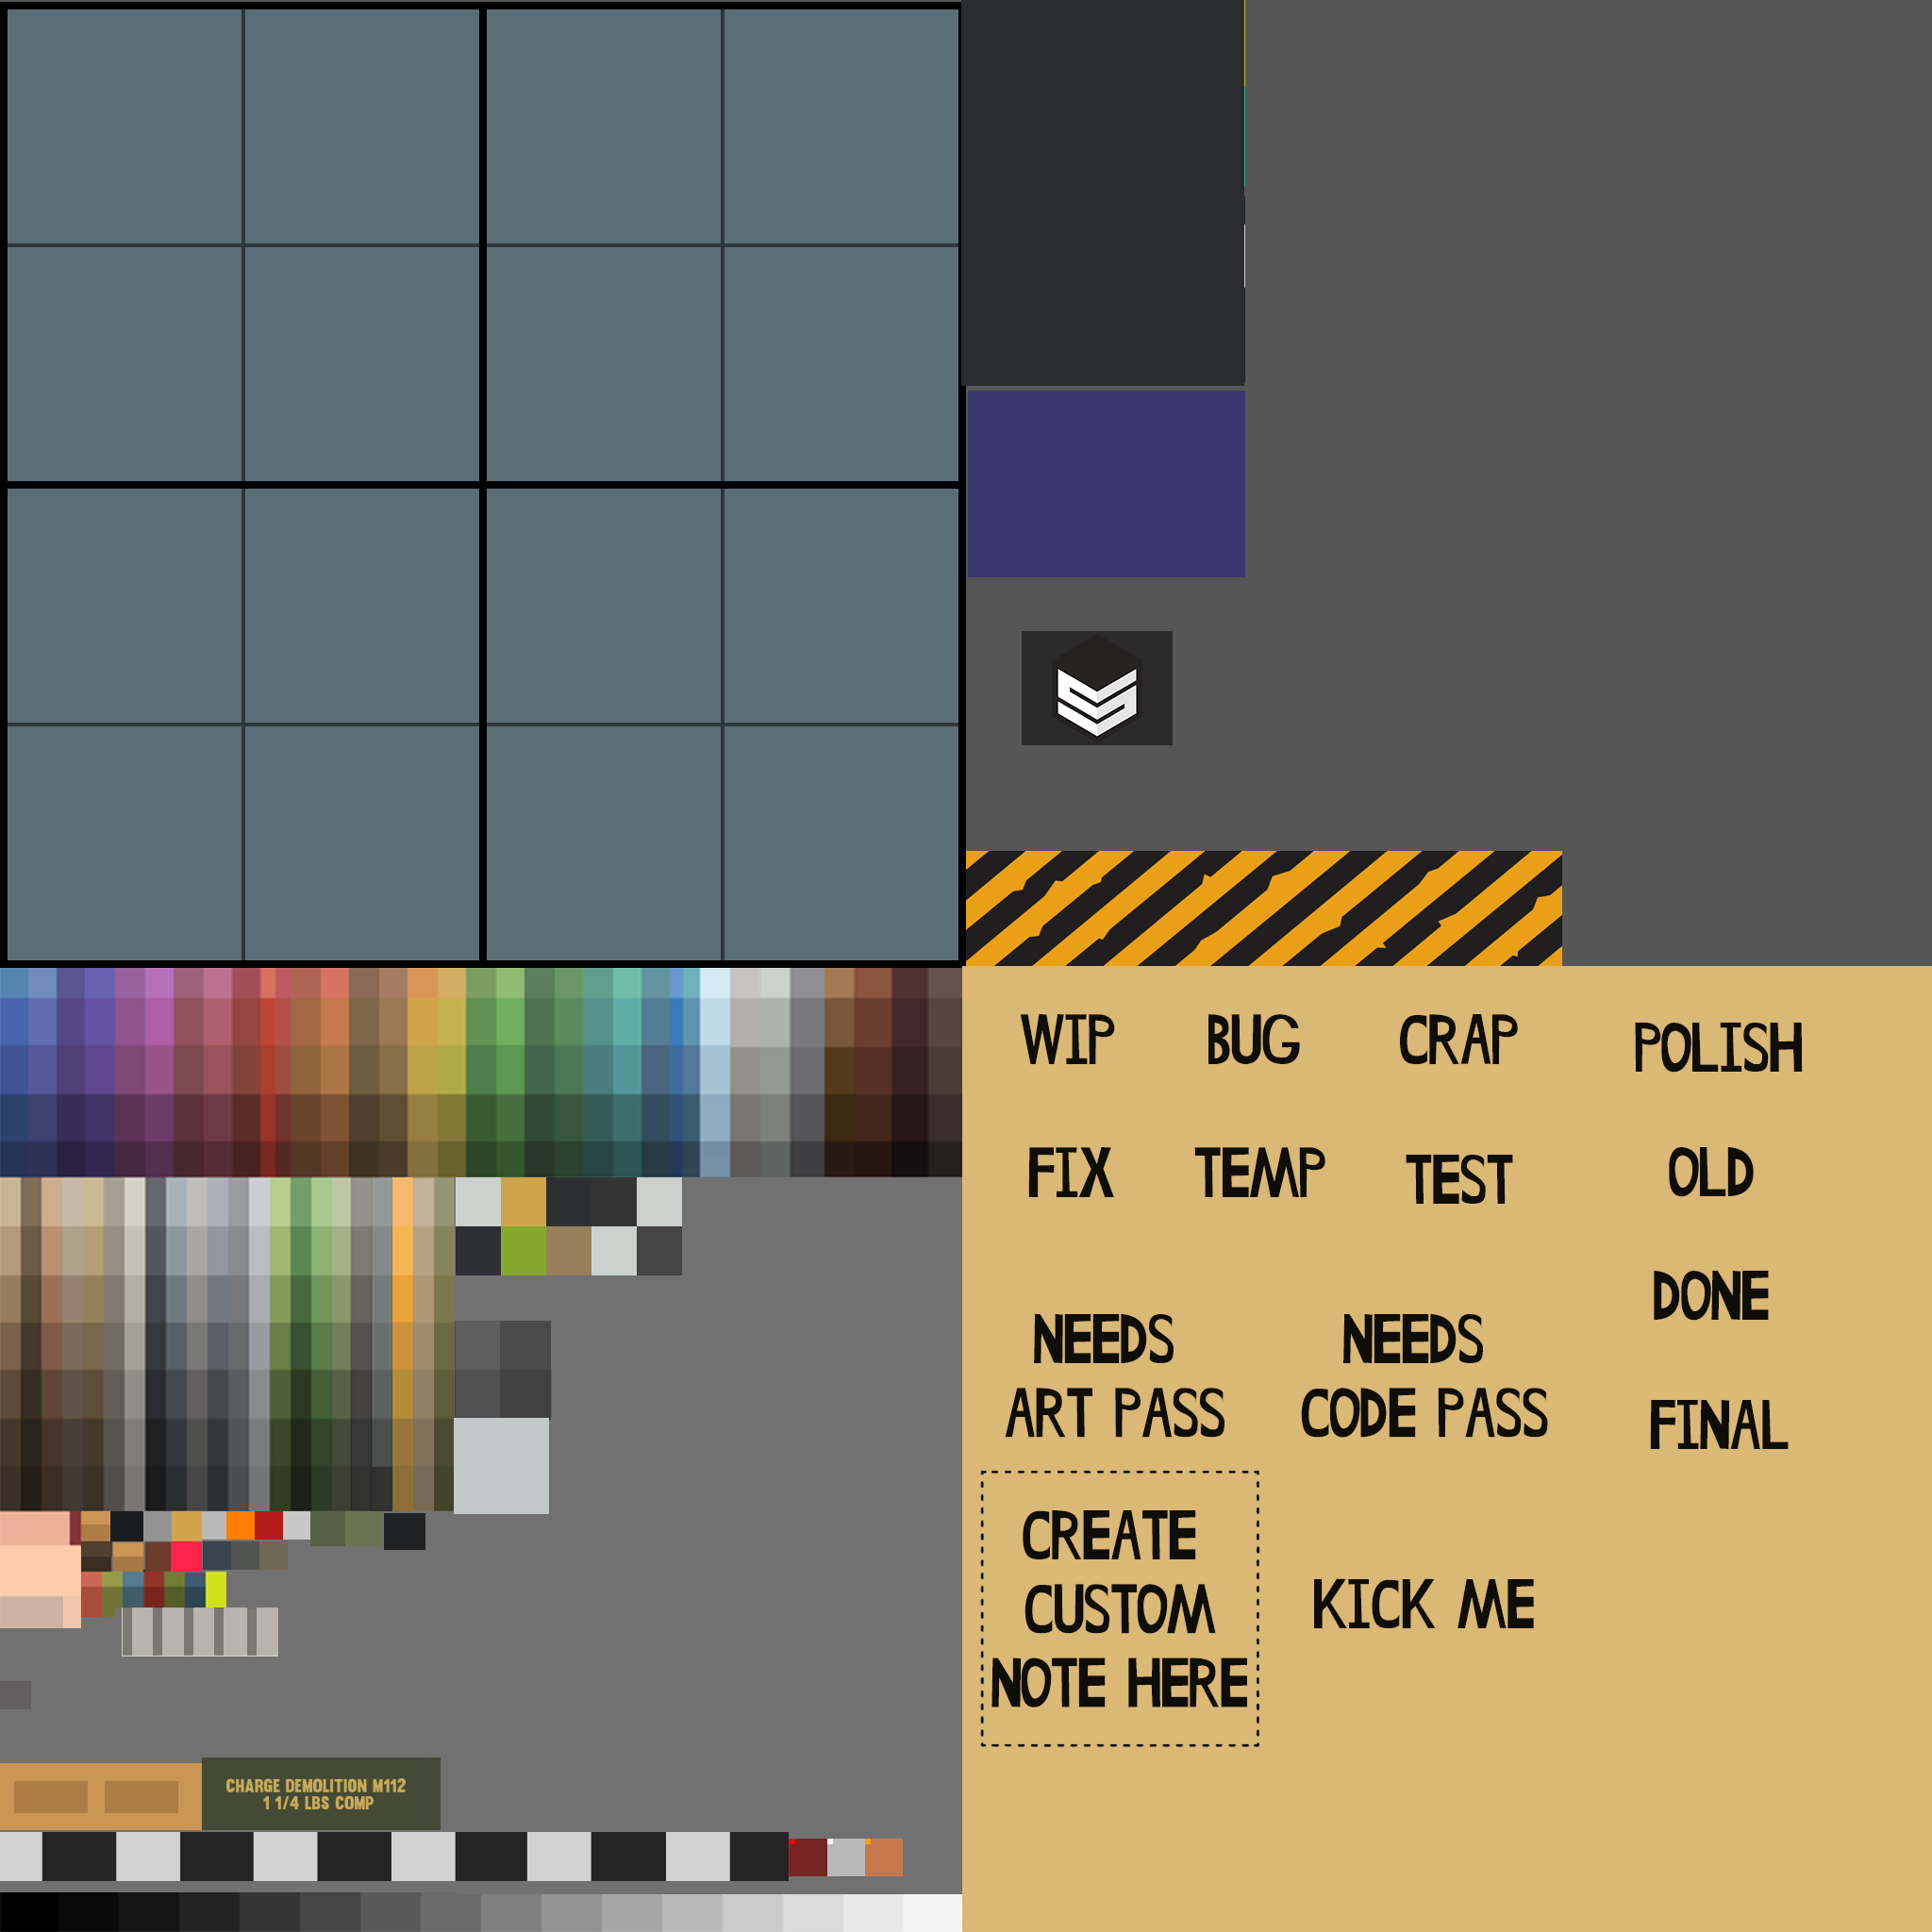 WIP
BUG
CRAP
POLISH
FIX
TEMP
TEST
OLD
DONE
NEEDS
ART PASS
NEEDS
CODE PASS
FINAL
CREATE
CUSTOM
NOTE HERE
KICK ME
CHARGE DEMOLITION M112
1 1/4 LBS COMP